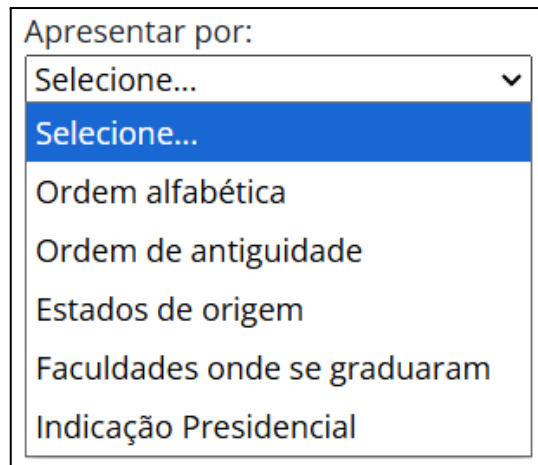 Apresentar por:
Selecione...
Selecione...
Ordem alfabética
Ordem de antiguidade
Estados de origem
Faculdades onde se graduaram
Indicação Presidencial